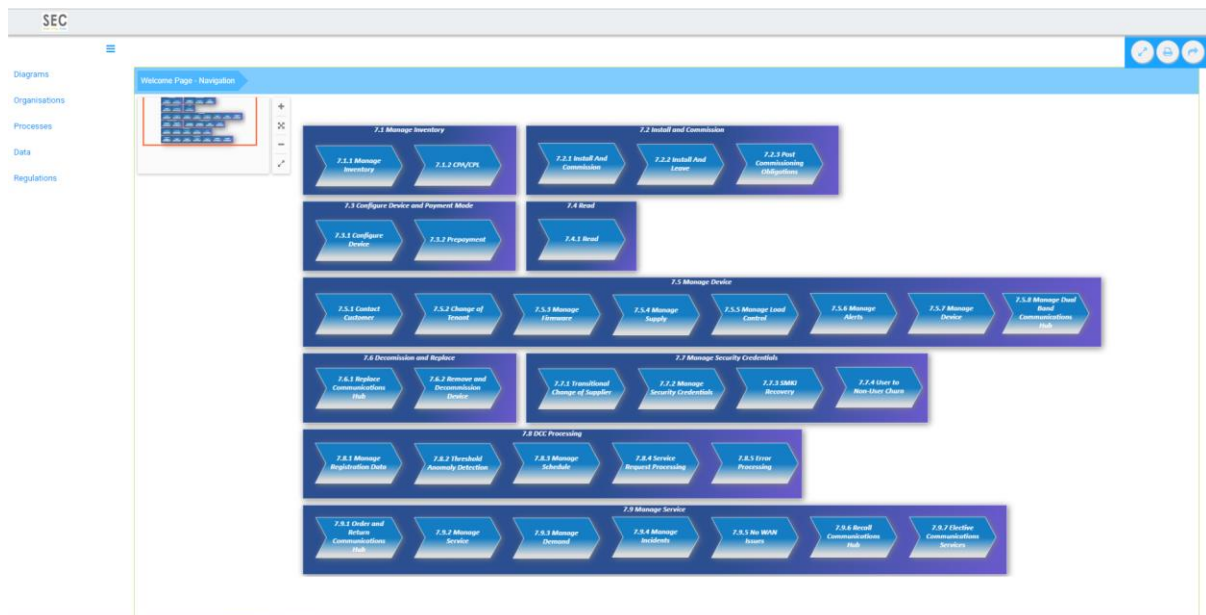 SEC
Diagrams
Organisations
Processes
Data
Regulations
Welcome Page - Navigation
7.1 Manage Inventory
7.1.1 Manage
Inventory
7.1.2 CPA/CPL
7.2 Install and Commission
7.2.1 Install And
Commission
7.2.2 Install And
Leave
7.2.3 Post
Commissioning
Obligations
7.3 Configure Device and Payment Mode
7.3.1 Configure
Device
7.3.2 Prepayment
7.4 Read
7.4.1 Read
7.5 Manage Device
7.5.1 Contact
Customer
7.5.2 Change of
Tenant
7.5.3 Manage
Firmware
7.5.4 Manage
Supply
7.5.5 Manage Load
Control
7.5.6 Manage
Alerts
7.5.7 Manage
Device
7.5.8 Manage Dual
Band
Communications
Hub
7.6 Decomission and Replace
7.6.1 Replace
Communications
Hub
7.6.2 Remove and
Decommission
Device
7.7 Manage Security Credentials
7.7.1 Transitional
Change of Supplier
7.7.2 Manage
Security Credentials
7.7.3 SMKI
Recovery
7.7.4 User to
Non-User Churn
7.8 DCC Processing
7.8.1 Manage
Registration Data
7.8.2 Threshold
Anomaly Detection
7.8.3 Manage
Schedule
7.8.4 Service
Request Processing
7.8.5 Error
Processing
7.9 Manage Service
7.9.1 Order and
Return
Communications
Hub
7.9.2 Manage
Service
7.9.3 Manage
Demand
7.9.4 Manage
Incidents
7.9.5 No WAN
Issues
7.9.6 Recall
Communications
Hub
7.9.7 Elective
Communications
Services